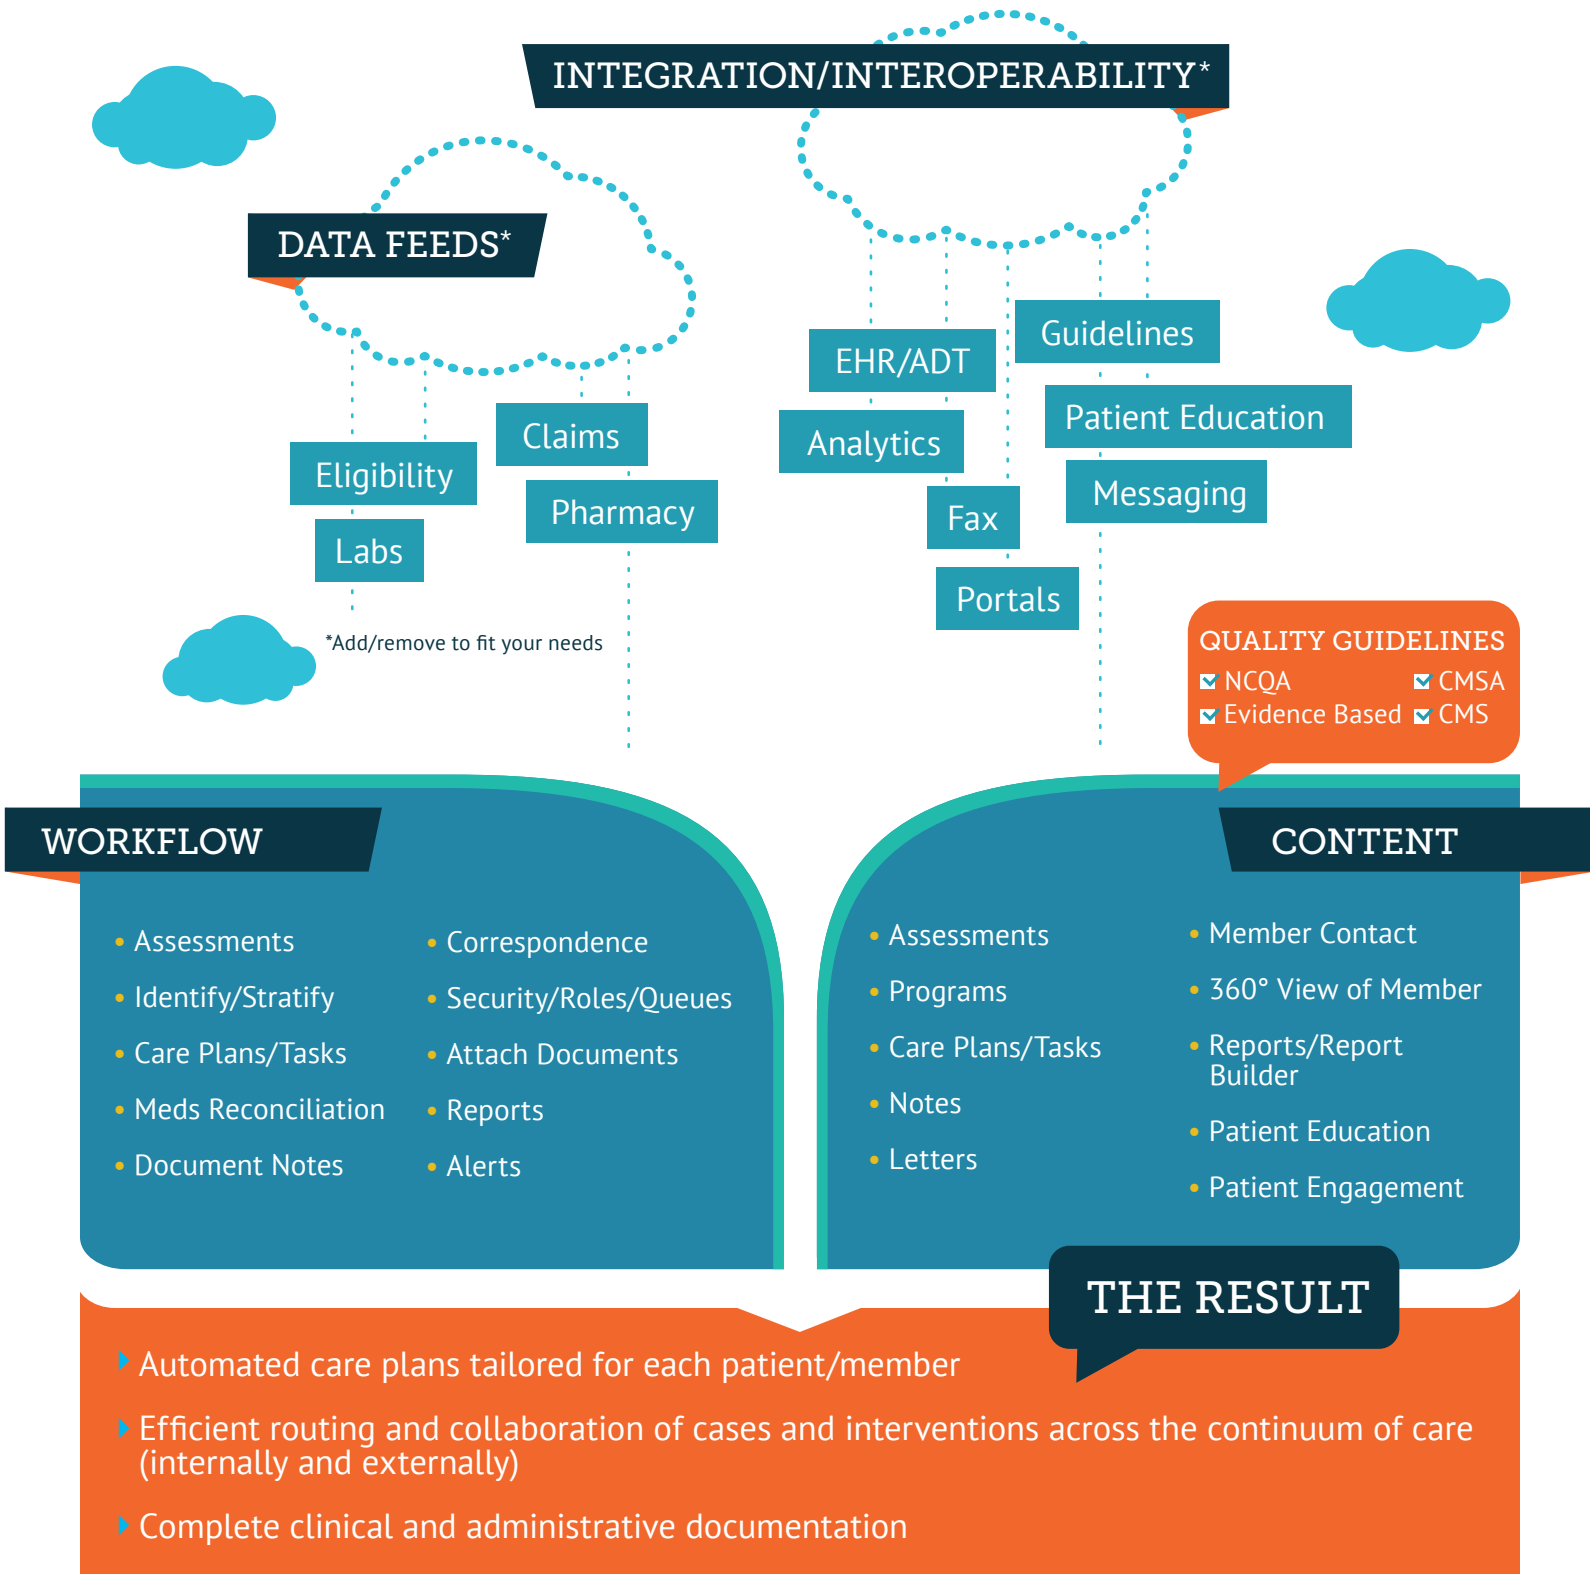 INTEGRATION/INTEROPERABILITY*
DATA FEEDS*
Eligibility
Labs
Claims
Pharmacy
*Add/remove to fit your needs
EHR/ADT
Analytics
Fax
Portals
Guidelines
Patient Education
Messaging
QUALITY GUIDELINES
NCQA
CMSA
Evidence Based
CMS
WORKFLOW
Assessments
Identify/Stratify
Care Plans/Tasks
Meds Reconciliation
Document Notes
Correspondence
Security/Roles/Queues
Attach Documents
Reports
Alerts
CONTENT
Assessments
Programs
Care Plans/Tasks
Notes
Letters
Member Contact
360° View of Member
Reports/Report
Builder
Patient Education
Patient Engagement
THE RESULT
Automated care plans tailored for each patient/member
Efficient routing and collaboration of cases and interventions across the continuum of care
(internally and externally)
Complete clinical and administrative documentation